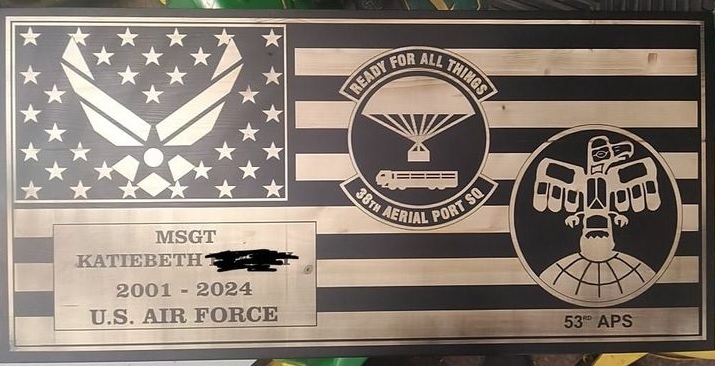 READY FOR ALL THINGS
38TH AERIAL PORT SQ
MSGT
KATIEBETH
2001 - 2024
U.S. AIR FORCE
53RD APS